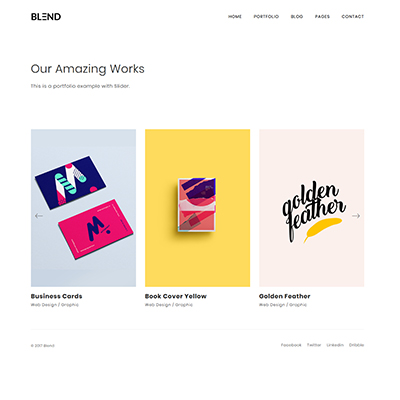 BLEND
HOME PORTFOLIO BLOG PAGES CONTACT
Our Amazing Works
This is a portfolio example with Slider.
golden
feather
Business Cards
Web Design / Graphic
Book Cover Yellow
Web Design / Graphic
Golden Feather
Web Design / Graphic
© 2017 Blend
Facebook Twitter Linkedin Dribble